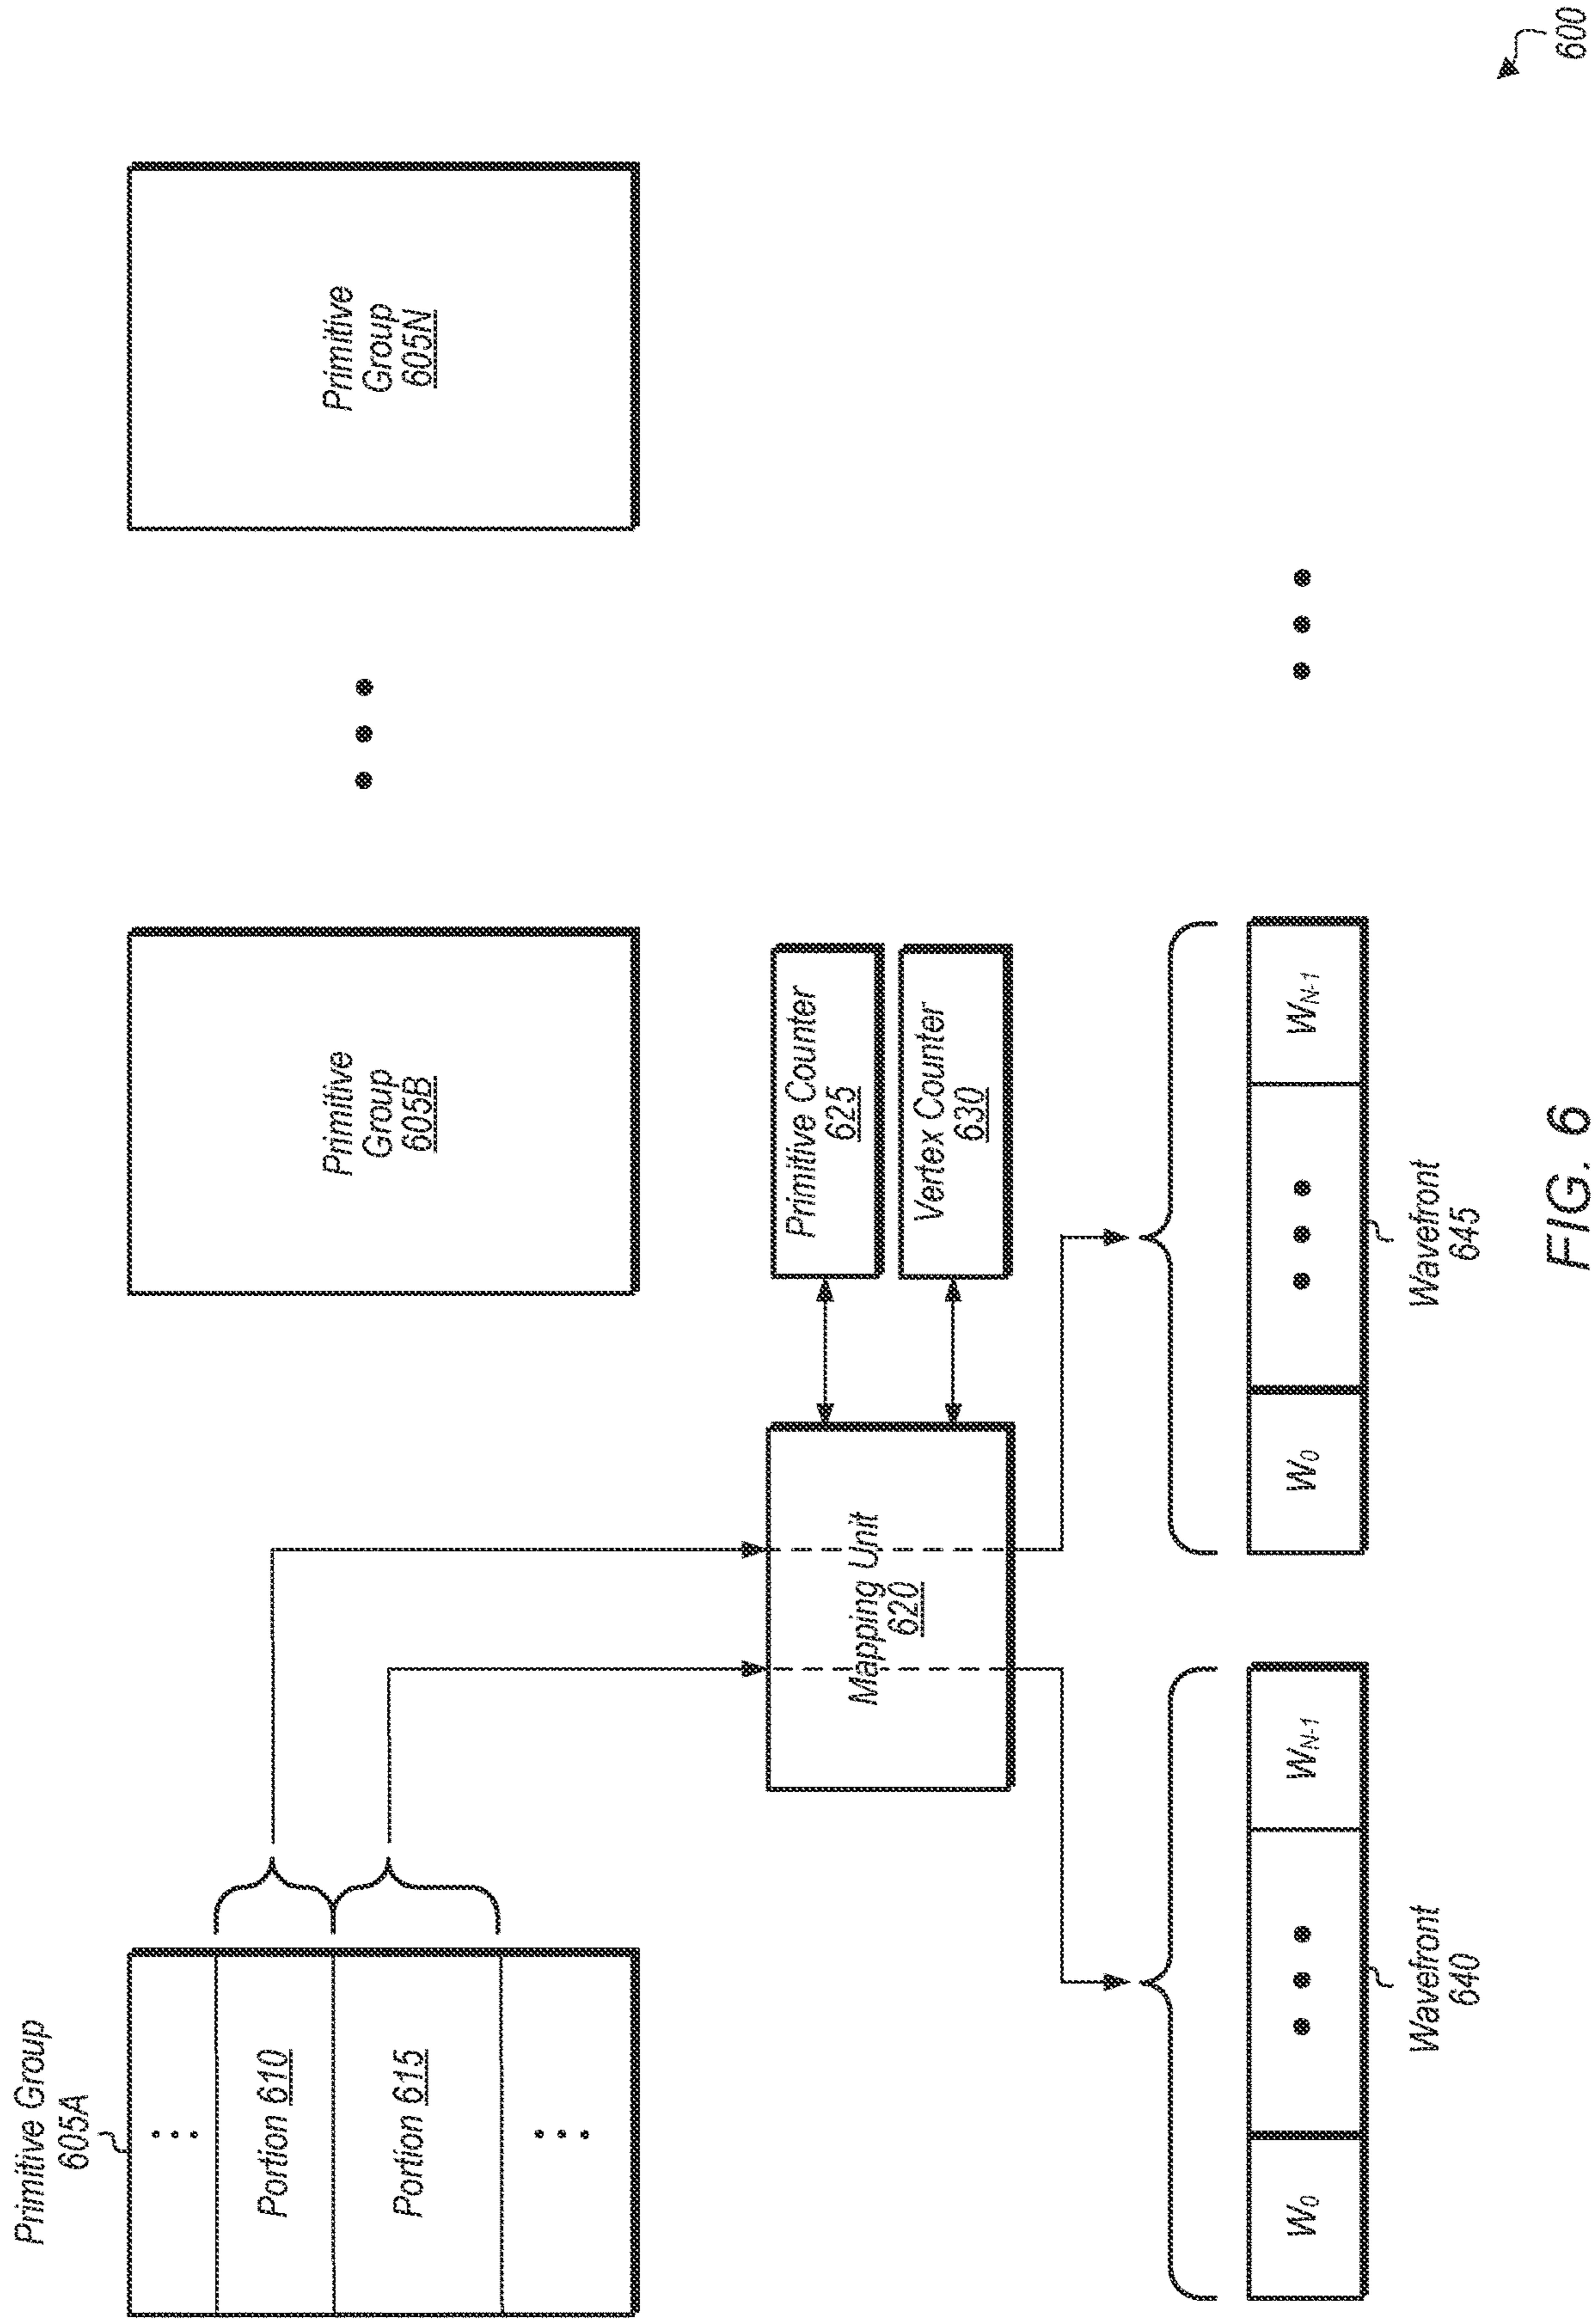 Primitive Group
605A
Portion 610
Portion 615
Primitive
Group
605B
Primitive
Group
605N
Mapping Unit
620
Primitive Counter
625
Vertex Counter
630
W0
WN-1
Wavefront
640
W0
WN-1
Wavefront
645
FIG. 6
600